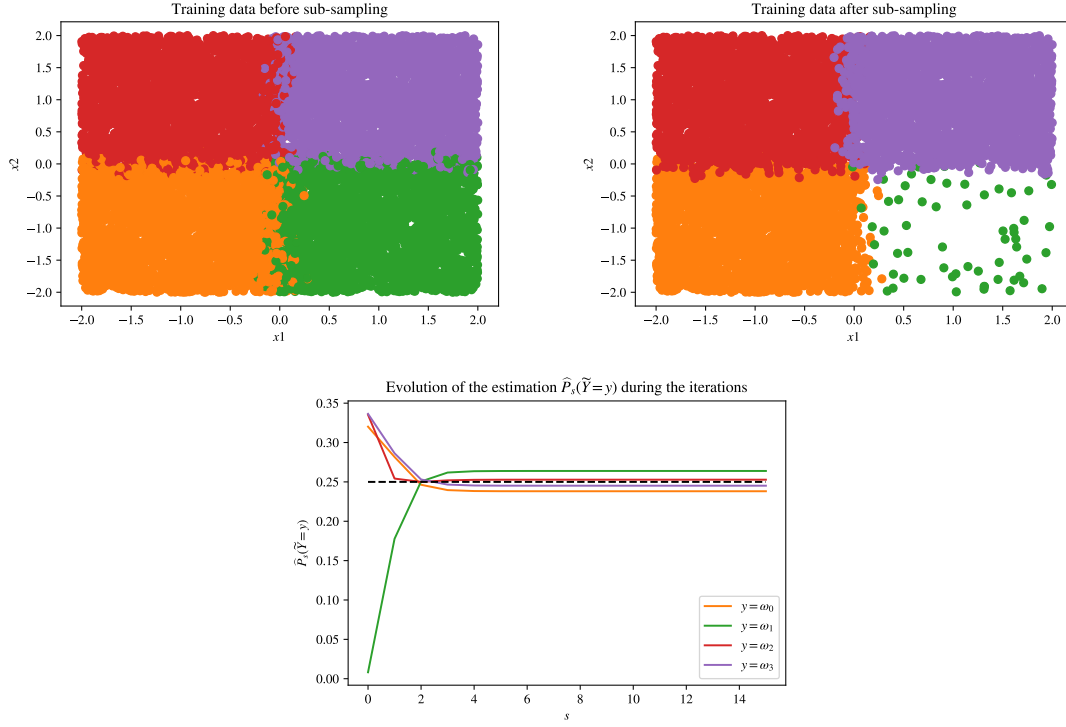 Training data before sub-sampling
2.0
1.5
1.0
0.5
0.0
−0.5
−1.0
−1.5
−2.0
x2
−2.0 −1.5 −1.0 −0.5 0.0 0.5 1.0 1.5 2.0
x1
Training data after sub-sampling
2.0
1.5
1.0
0.5
0.0
−0.5
−1.0
−1.5
−2.0
x2
−2.0 −1.5 −1.0 −0.5 0.0 0.5 1.0 1.5 2.0
x1
Evolution of the estimation P̂ₛ(Ỹ = y) during the iterations
0.35
0.30
0.25
0.20
0.15
0.10
0.05
0.00
P̂ₛ(Ỹ = y)
0 2 4 6 8 10 12 14
s
y = ω₀
y = ω₁
y = ω₂
y = ω₃